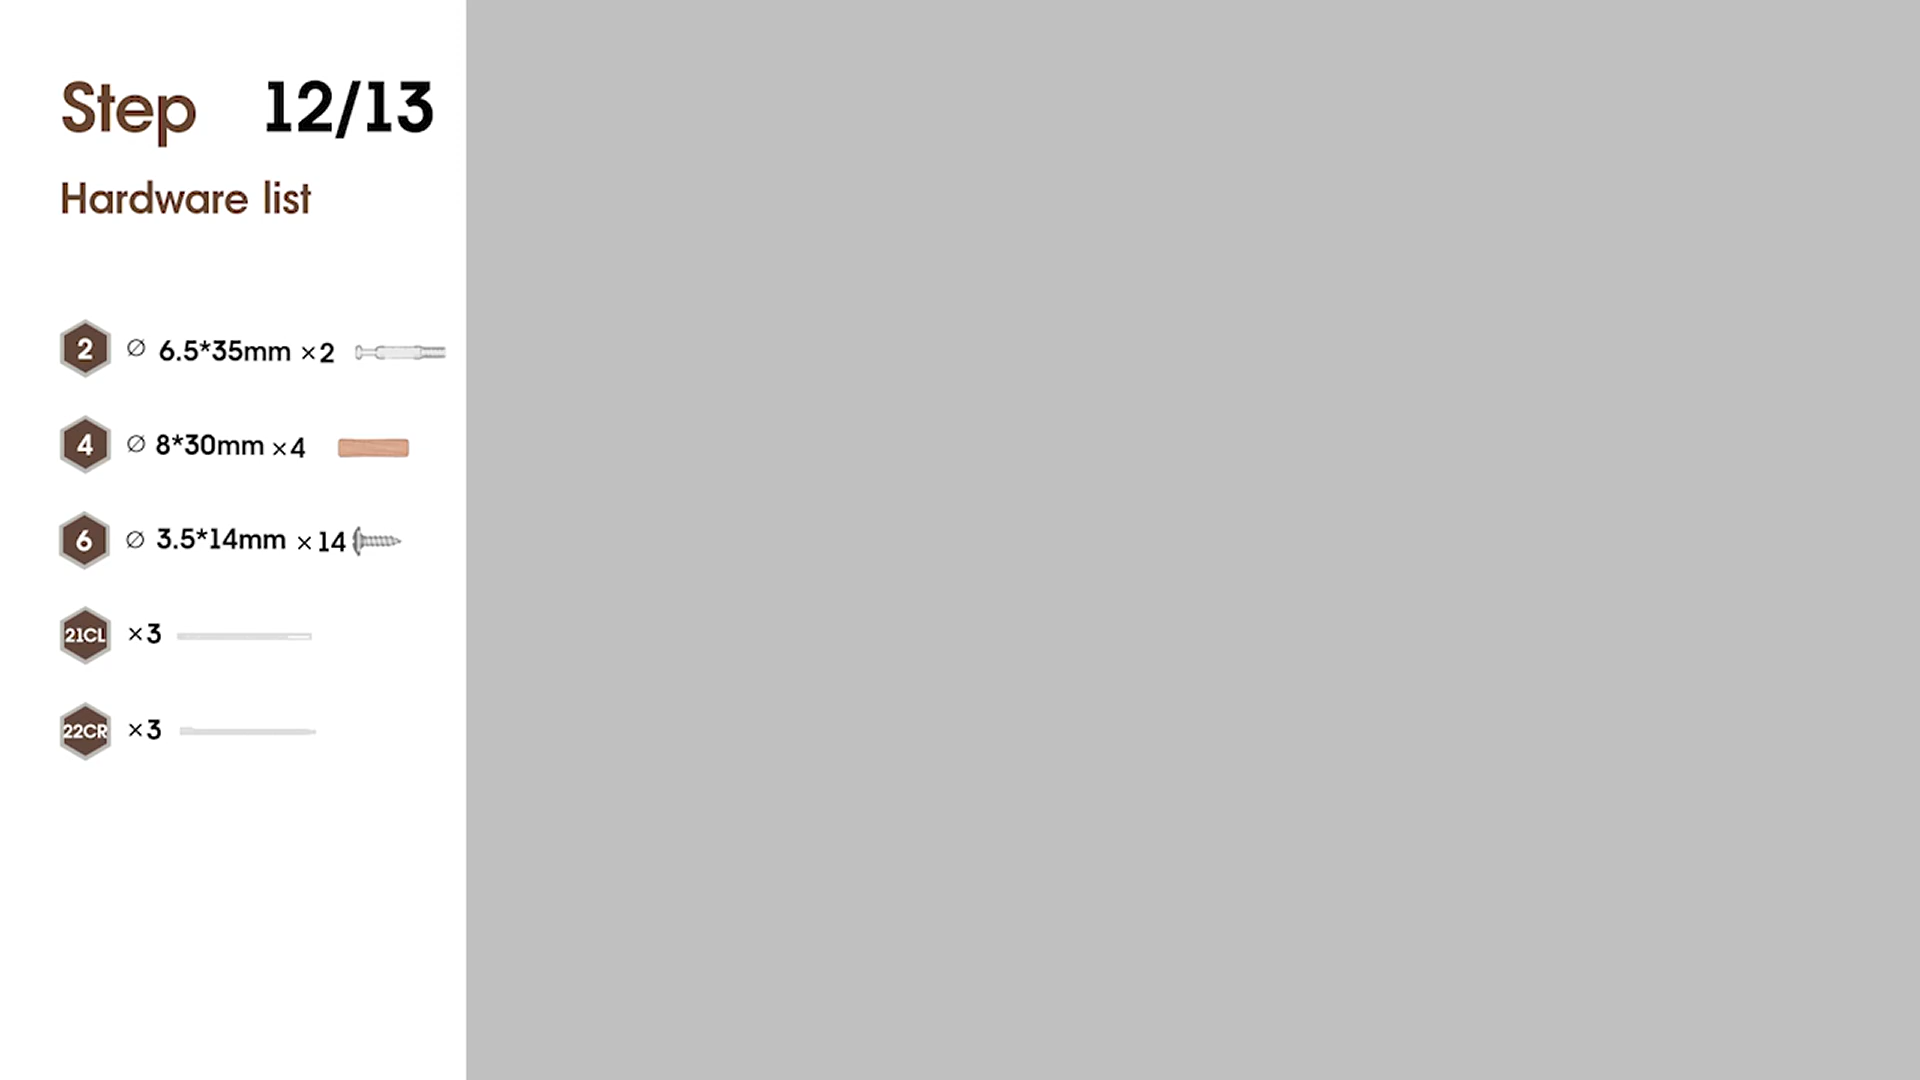 Step 12/13
Hardware list
2 ∅ 6.5*35mm ×2
4 ∅ 8*30mm ×4
6 ∅ 3.5*14mm ×14
21CL ×3
22CR ×3